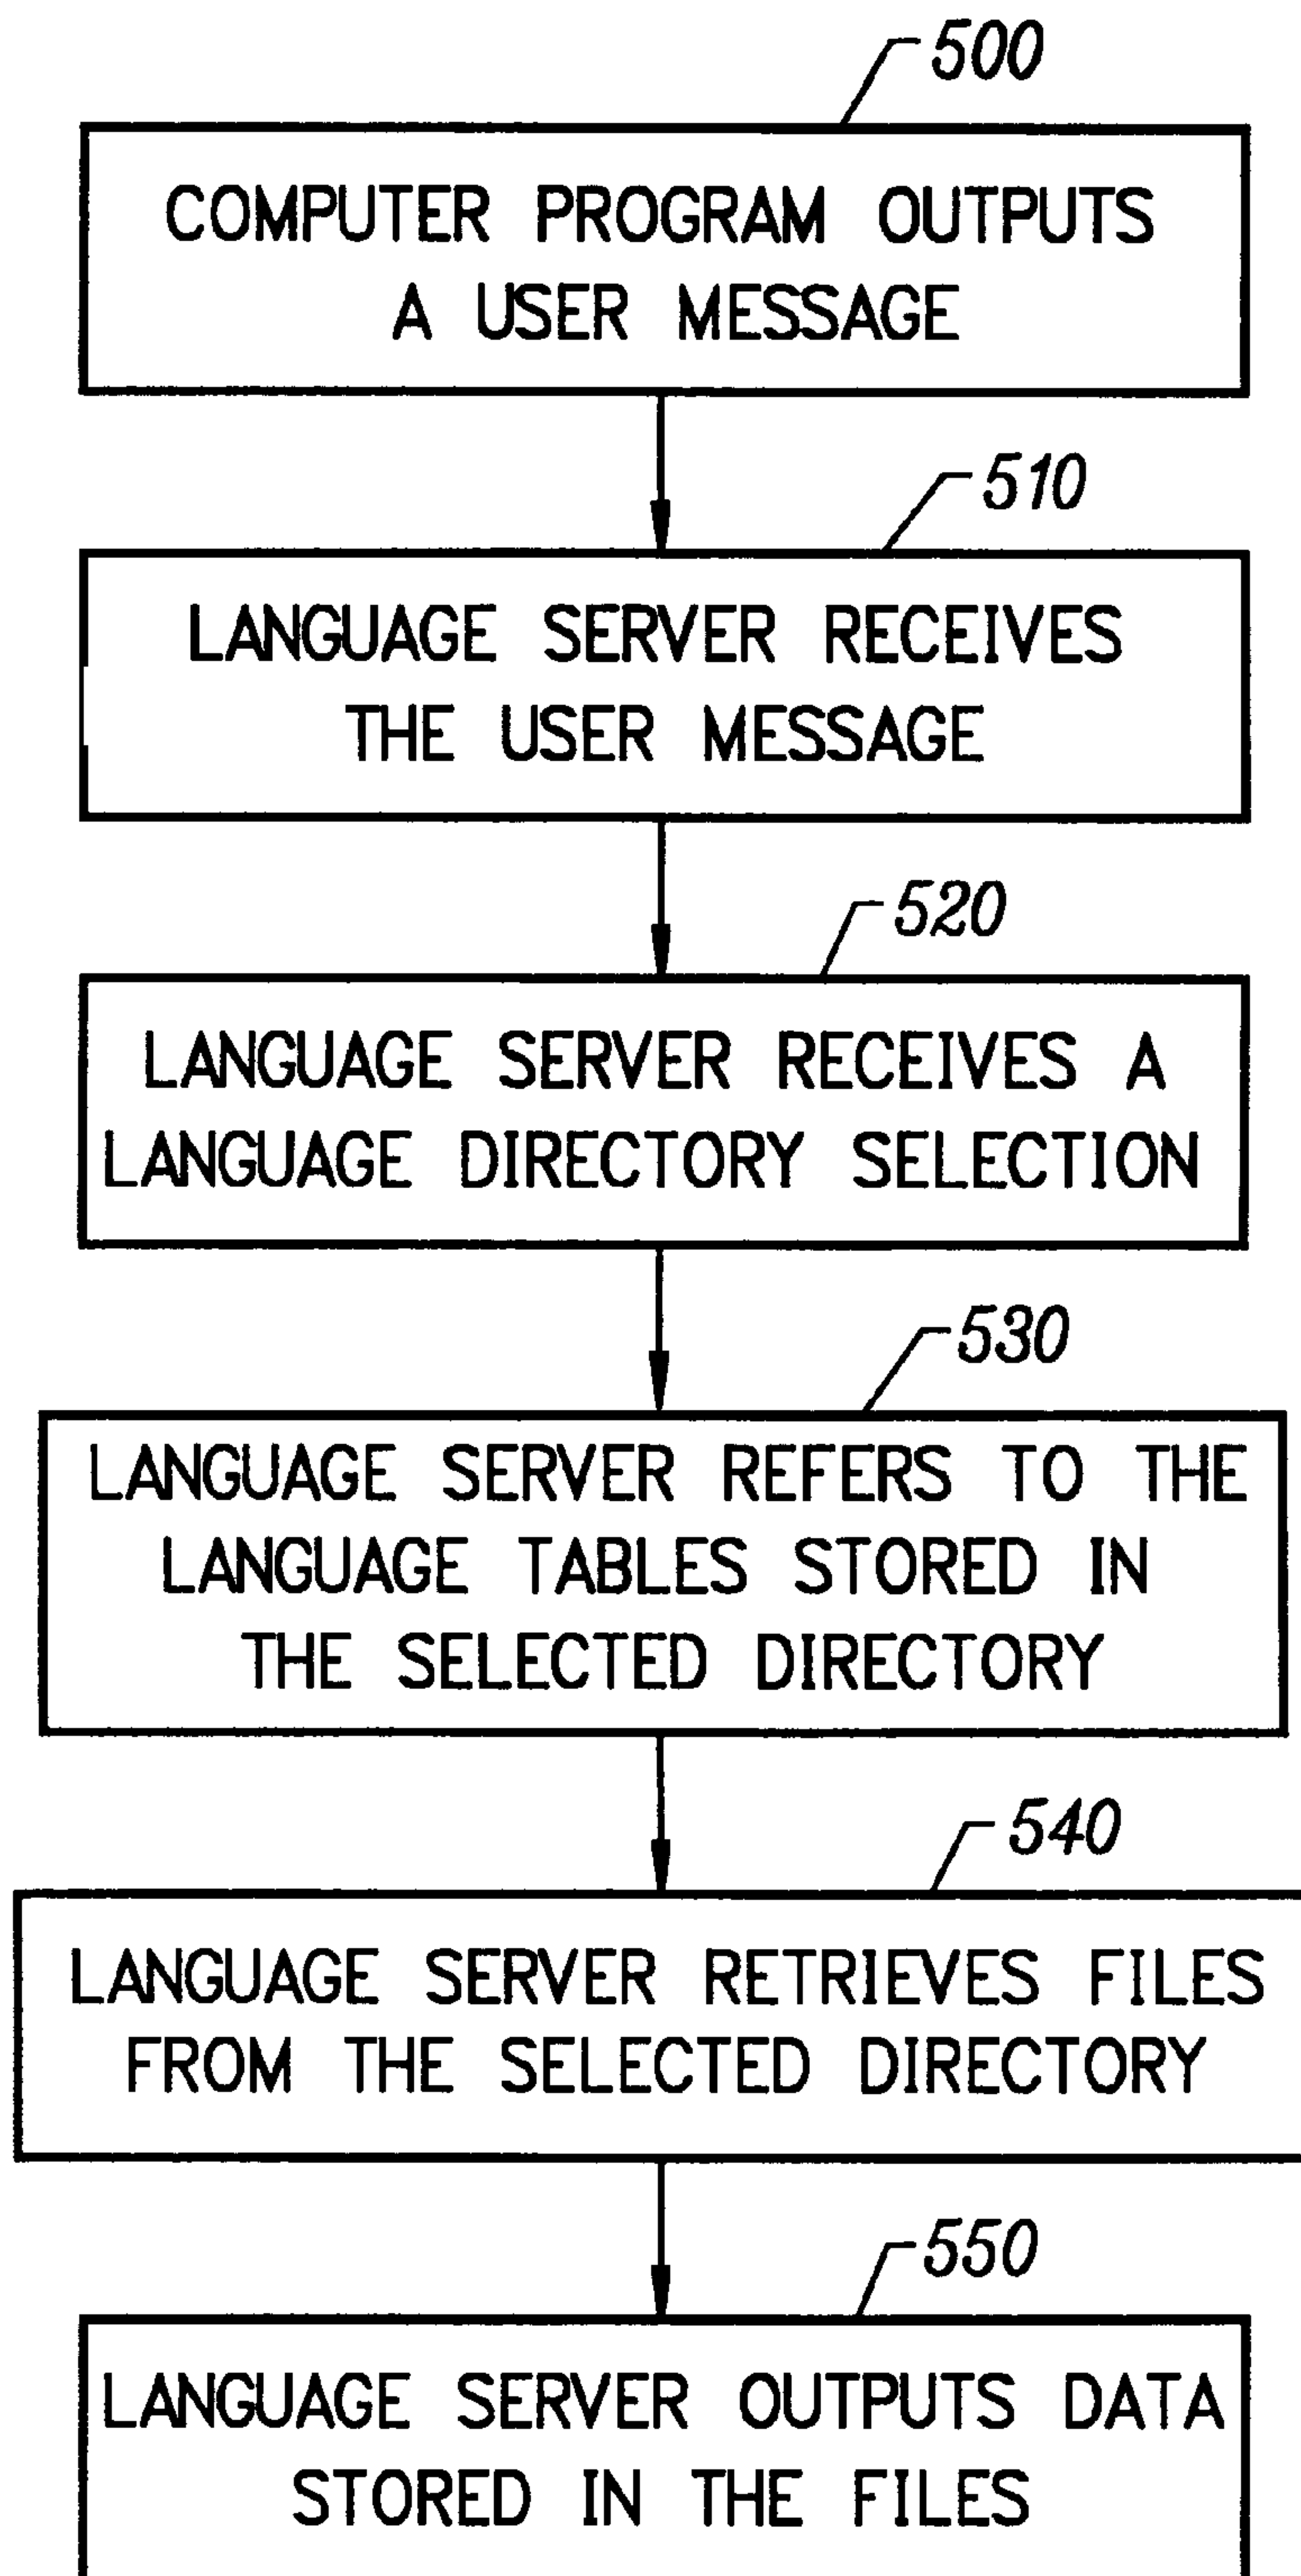 500
COMPUTER PROGRAM OUTPUTS
A USER MESSAGE
510
LANGUAGE SERVER RECEIVES
THE USER MESSAGE
520
LANGUAGE SERVER RECEIVES A
LANGUAGE DIRECTORY SELECTION
530
LANGUAGE SERVER REFERS TO THE
LANGUAGE TABLES STORED IN
THE SELECTED DIRECTORY
540
LANGUAGE SERVER RETRIEVES FILES
FROM THE SELECTED DIRECTORY
550
LANGUAGE SERVER OUTPUTS DATA
STORED IN THE FILES